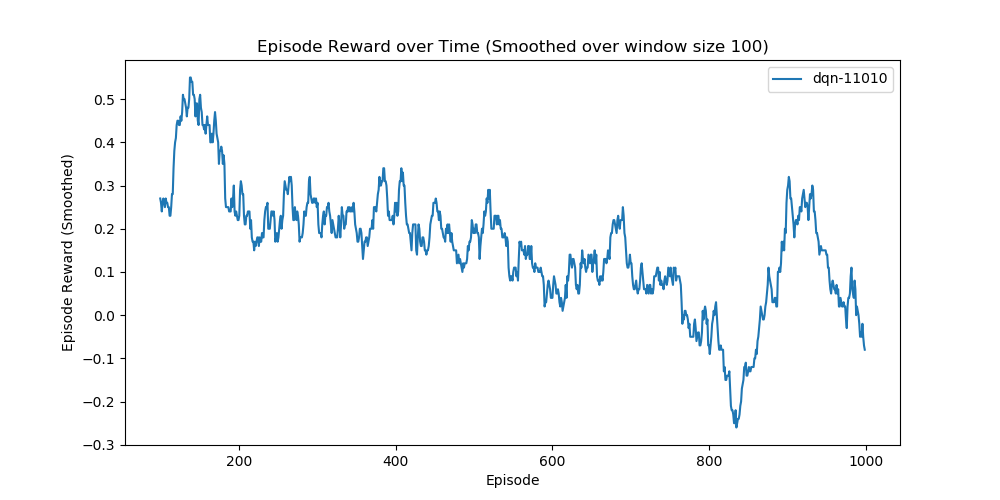 Episode Reward over Time (Smoothed over window size 100)
dqn-11010
Episode Reward (Smoothed)
0.5
0.4
0.3
0.2
0.1
0.0
−0.1
−0.2
−0.3
200 400 600 800 1000
Episode